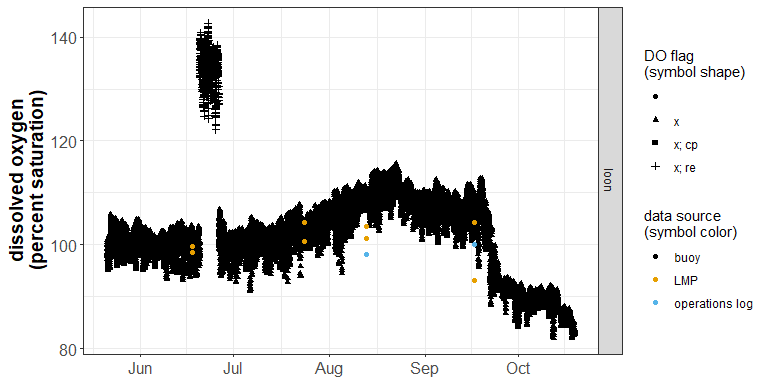 dissolved oxygen
(percent saturation)
140
120
100
80
Jun
Jul
Aug
Sep
Oct
loon
DO flag
(symbol shape)
x
x; cp
x; re
data source
(symbol color)
buoy
LMP
operations log